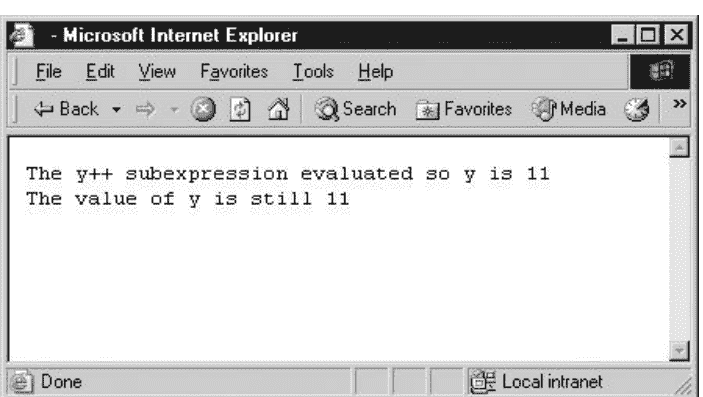 - Microsoft Internet Explorer
File Edit View Favorites Tools Help
Back Search Favorites Media »
The y++ subexpression evaluated so y is 11
The value of y is still 11
Done Local intranet